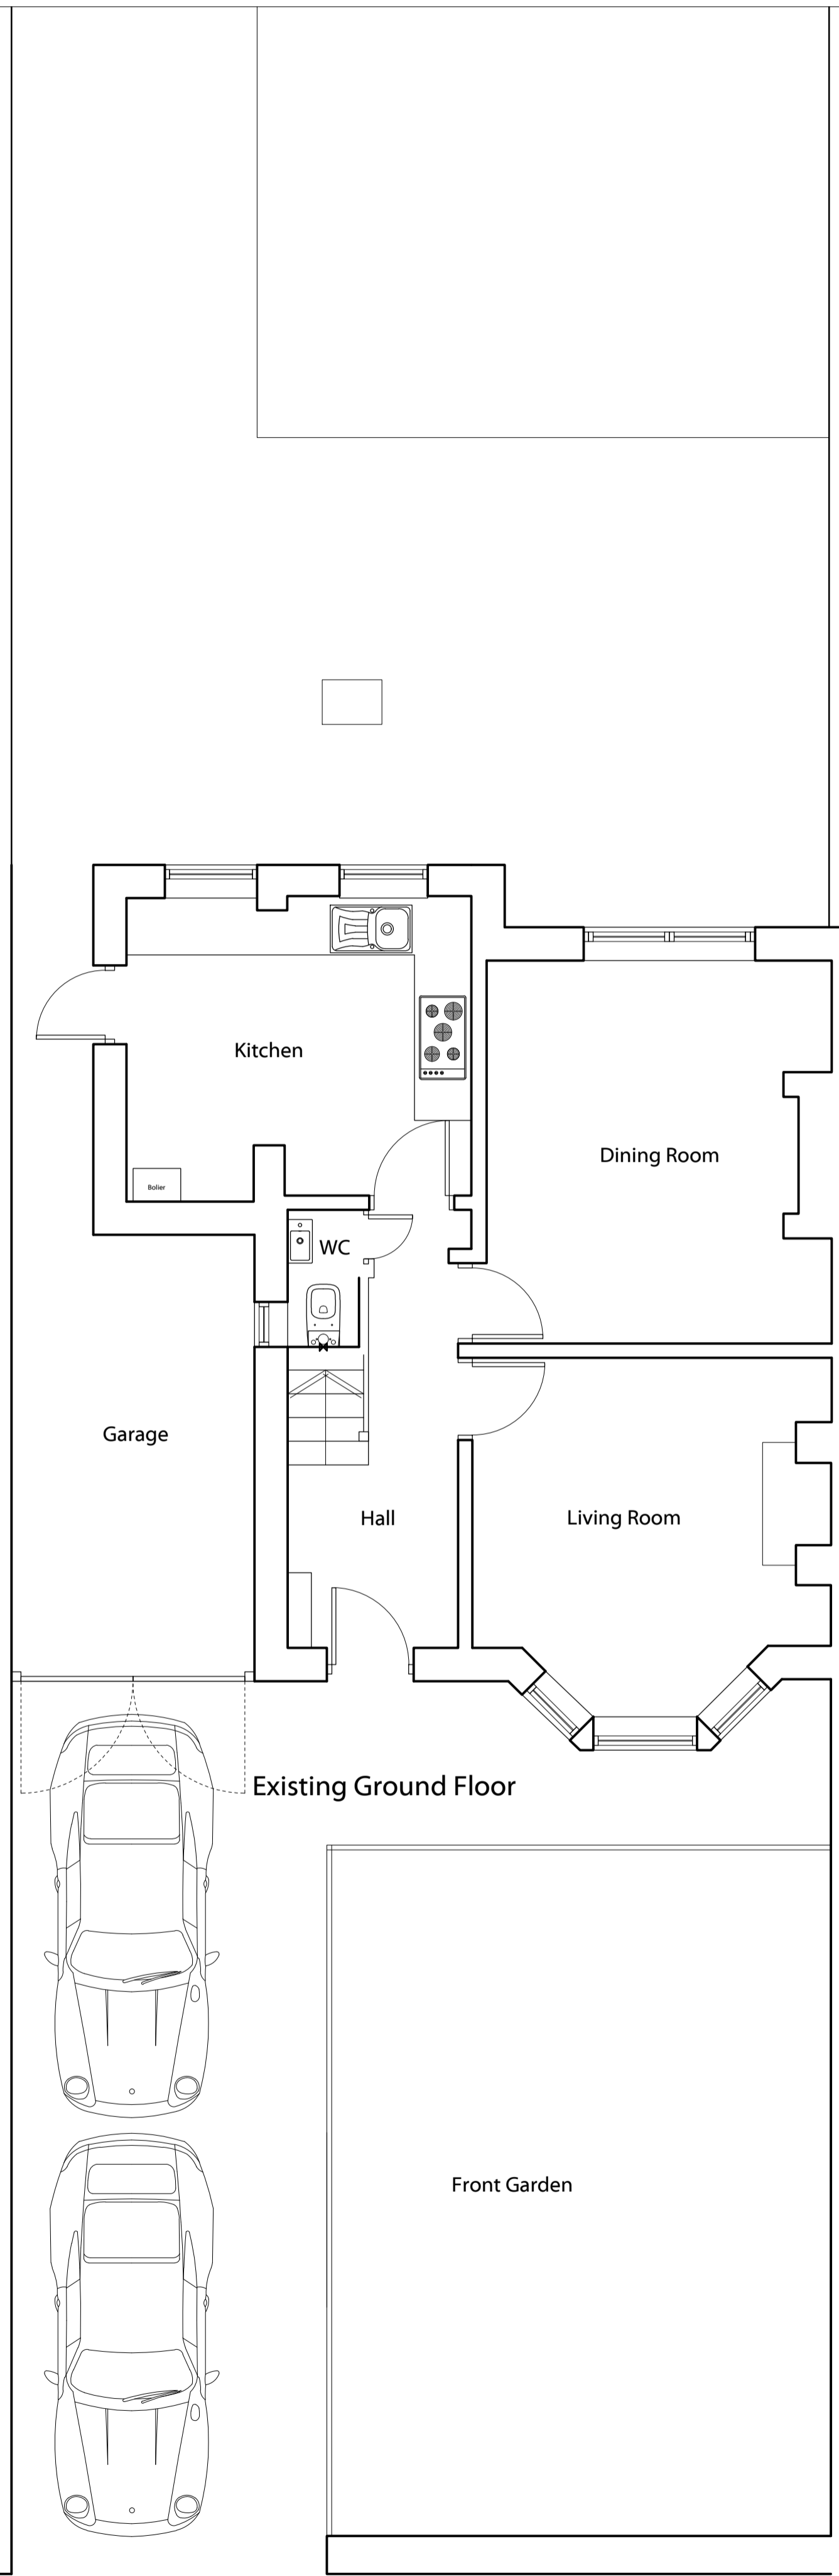 Kitchen
Dining Room
Bolier
WC
Garage
Hall
Living Room
Existing Ground Floor
Front Garden